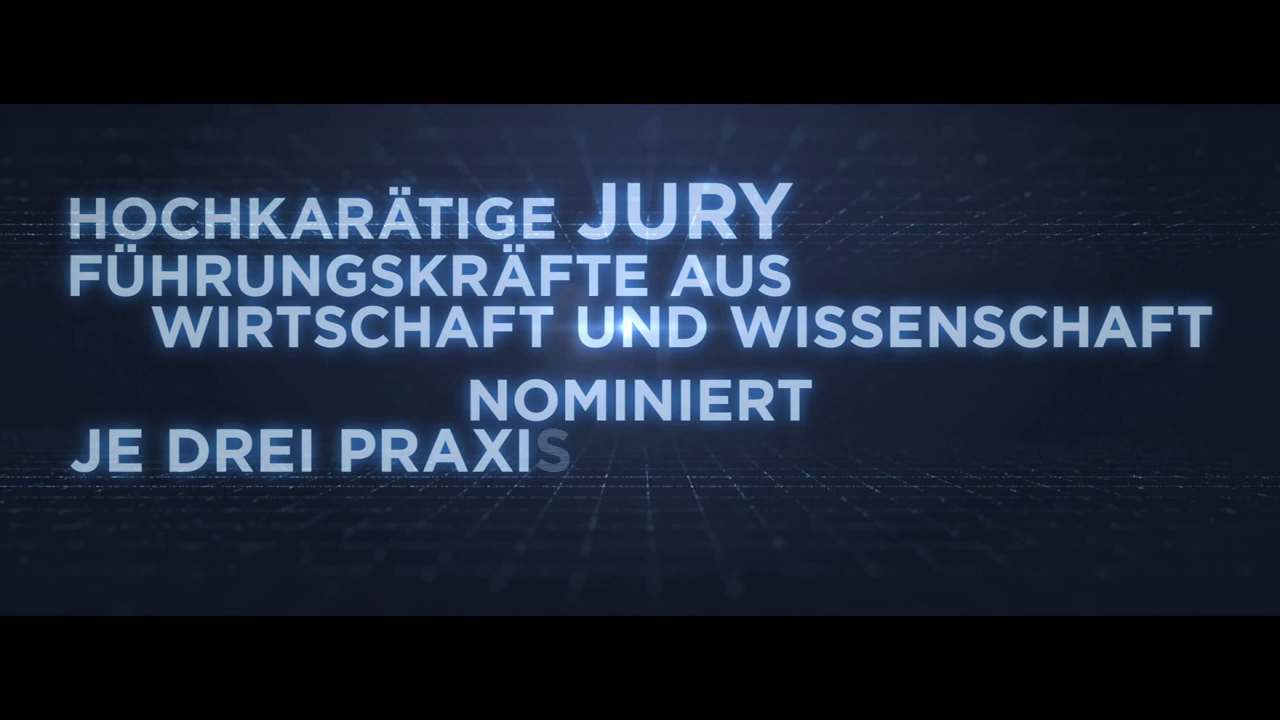 HOCHKARÄTIGE JURY
FÜHRUNGSKRÄFTE AUS
WIRTSCHAFT UND WISSENSCHAFT
NOMINIERT
JE DREI PRAXIS